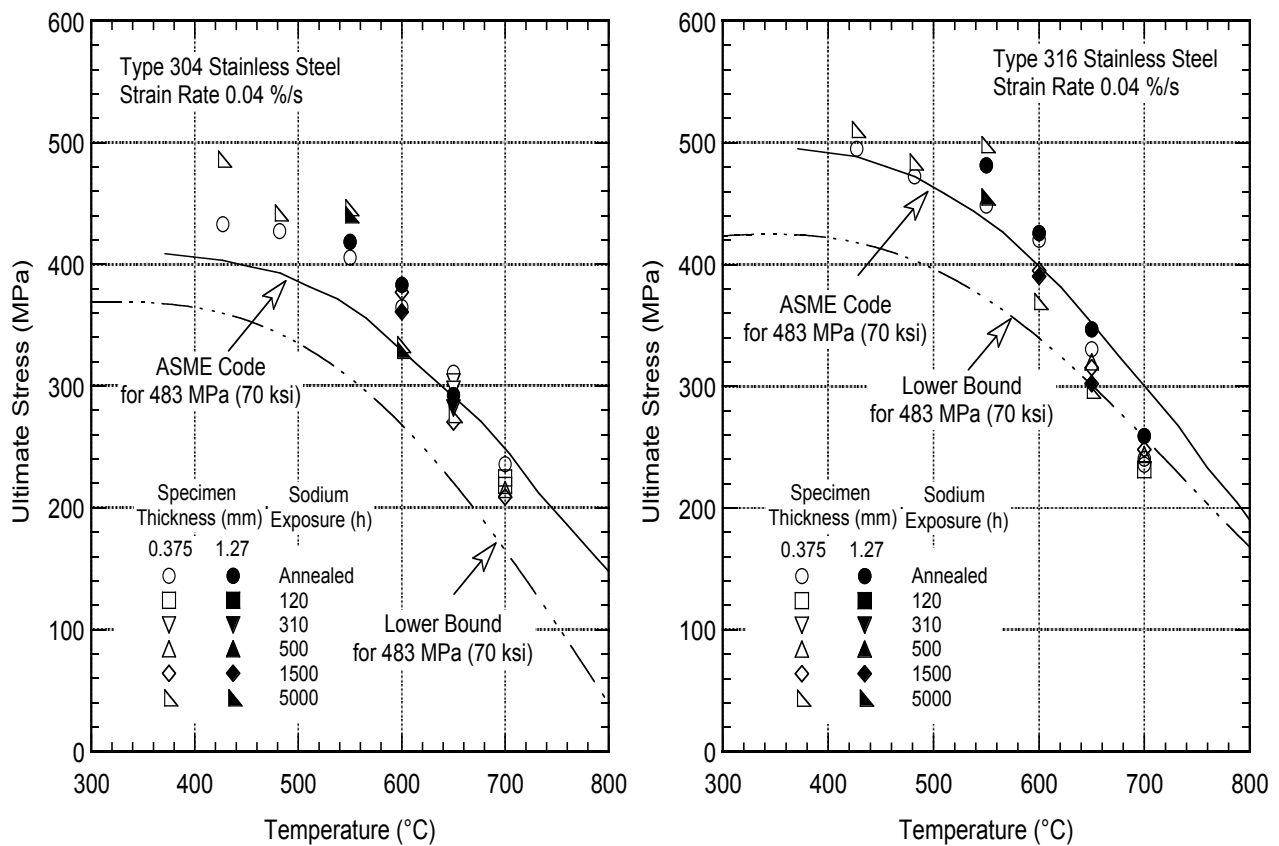 600
500
400
300
200
100
0
Ultimate Stress (MPa)
Type 304 Stainless Steel
Strain Rate 0.04 %/s
ASME Code
for 483 MPa (70 ksi)
Specimen Sodium
Thickness (mm) Exposure (h)
0.375 1.27
Annealed
120
310
500
1500
5000
Lower Bound
for 483 MPa (70 ksi)
300 400 500 600 700 800
Temperature (°C)
600
500
400
300
200
100
0
Ultimate Stress (MPa)
Type 316 Stainless Steel
Strain Rate 0.04 %/s
ASME Code
for 483 MPa (70 ksi)
Lower Bound
for 483 MPa (70 ksi)
Specimen Sodium
Thickness (mm) Exposure (h)
0.375 1.27
Annealed
120
310
500
1500
5000
300 400 500 600 700 800
Temperature (°C)